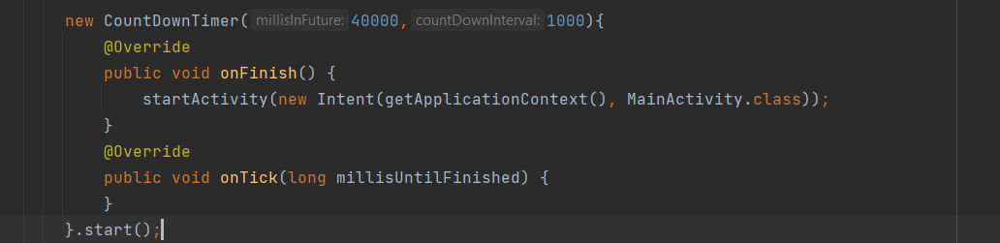 new CountDownTimer( millisInFuture: 40000, countDownInterval: 1000){
@Override
public void onFinish() {
startActivity(new Intent(getApplicationContext(), MainActivity.class));
}
@Override
public void onTick(long millisUntilFinished) {
}
}.start();